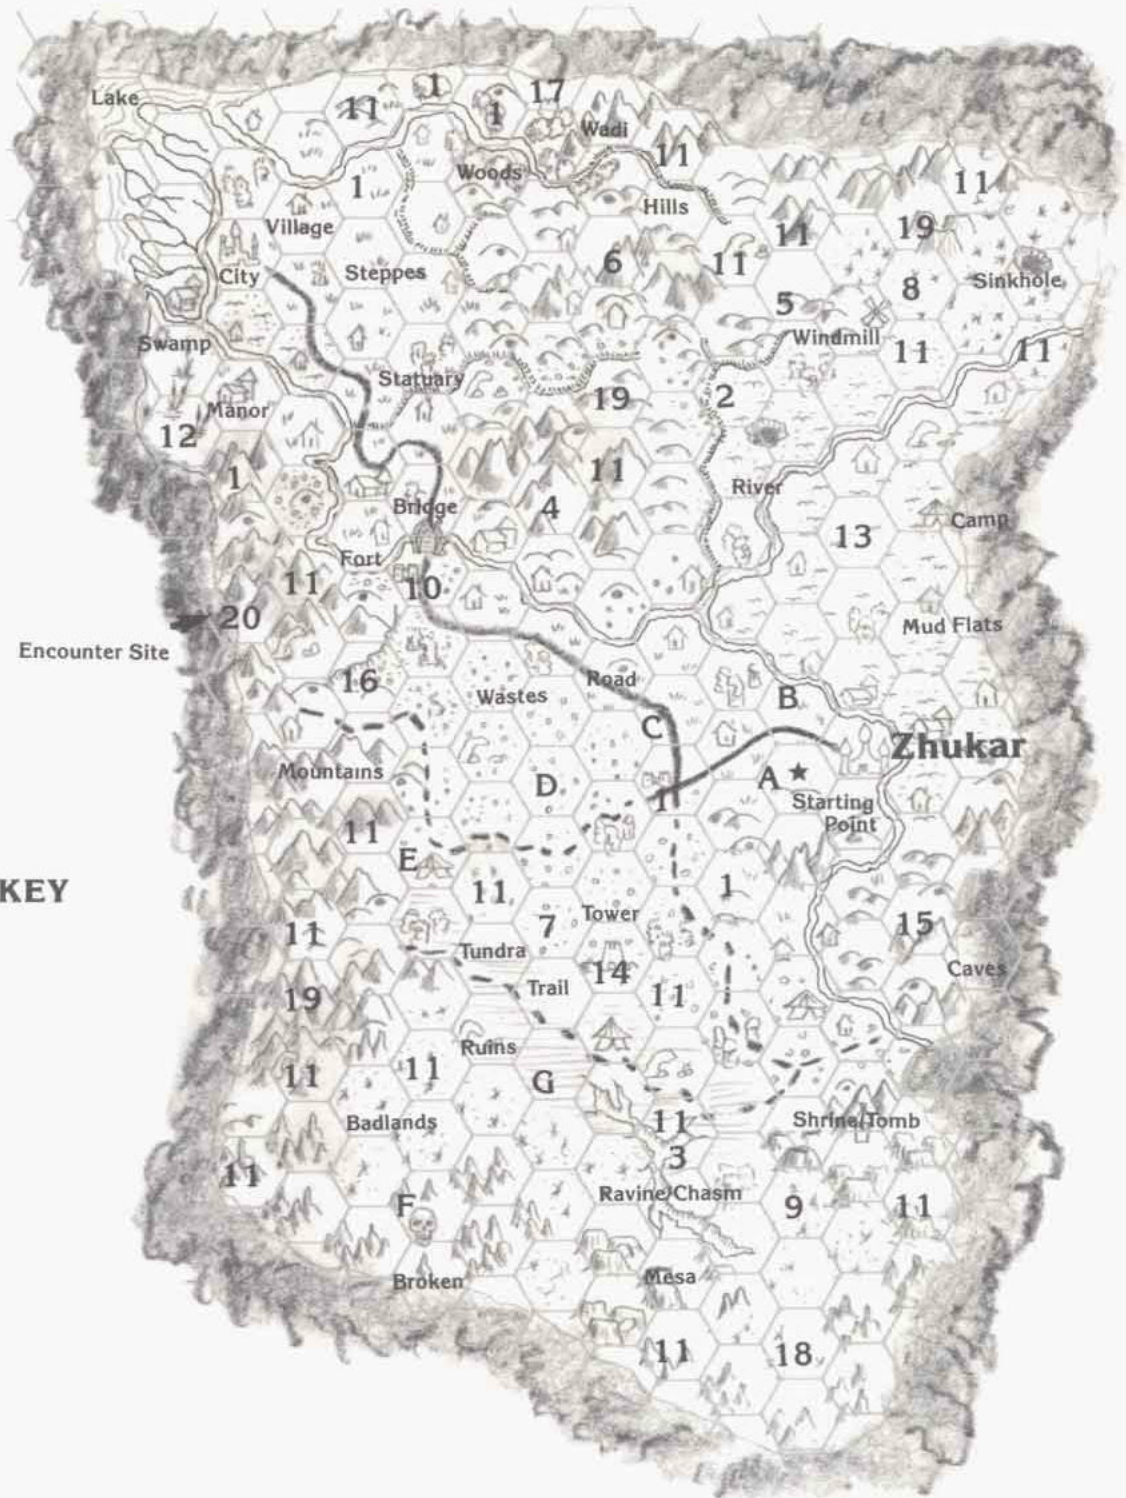 1
1
17
11
Lake
Wadi
11
Woods
1
11
Hills
Village
19
11
City
Steppes
6
11
Sinkhole
8
5
Windmill
Swamp
11
11
Statuary
19
2
Manor
12
11
1
River
Bridge
4
Camp
13
Fort
11
10
20
Mud Flats
Encounter Site
Road
16
Wastes
B
C
Zhukar
Mountains
A
D
1
Starting
Point
11
E
1
KEY
11
Tower
7
15
11
Tundra
14
Caves
Trail
11
19
Ruins
11
11
G
11
Badlands
Shrine/Tomb
3
11
Ravine/Chasm
F
9
11
Mesa
Broken
11
18